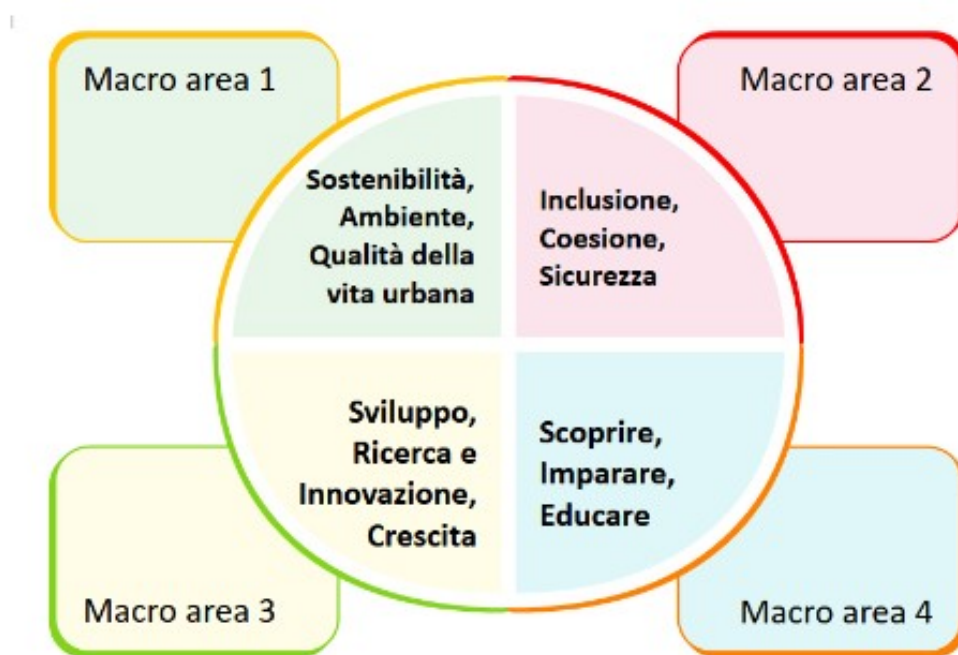 Macro area 1
Macro area 2
Sostenibilità,
Ambiente,
Qualità della
vita urbana
Inclusione,
Coesione,
Sicurezza
Sviluppo,
Ricerca e
Innovazione,
Crescita
Scoprire,
Imparare,
Educare
Macro area 3
Macro area 4